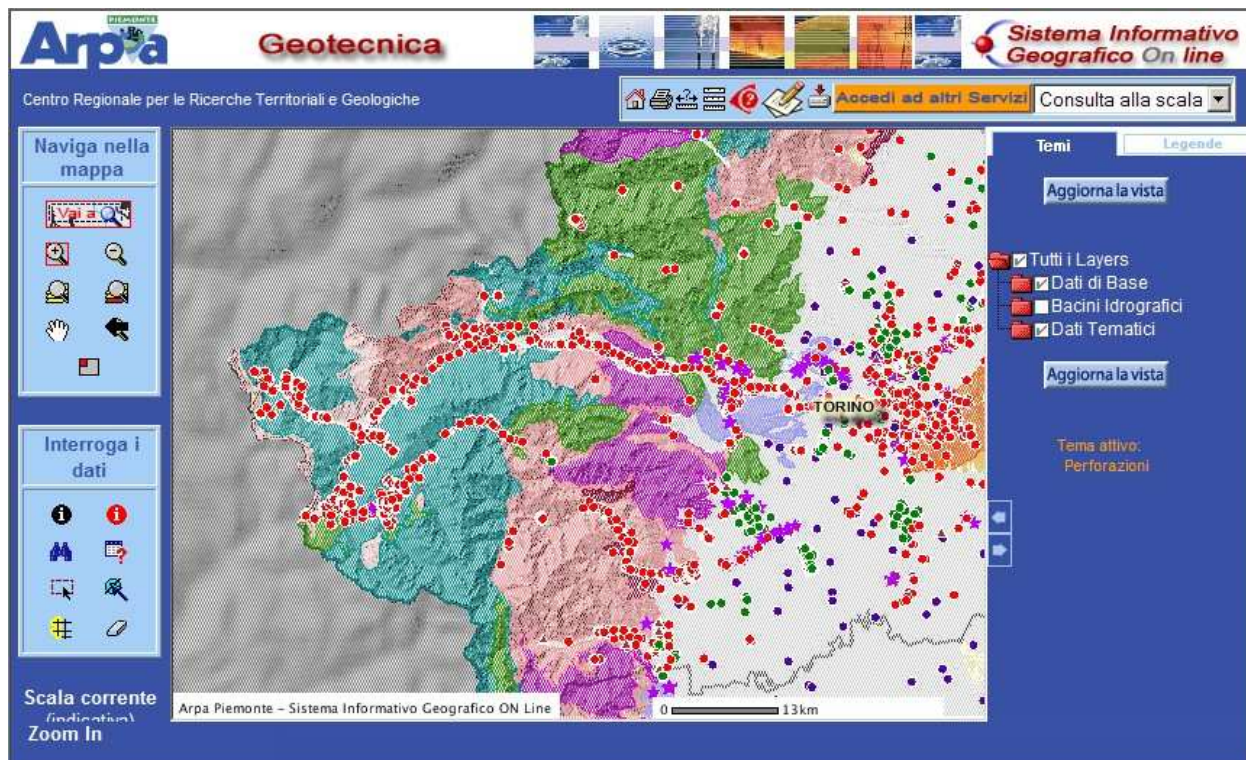 PIEMONTE
Arpa
Geotecnica
Sistema Informativo
Geografico On line
Centro Regionale per le Ricerche Territoriali e Geologiche
Accedi ad altri Servizi
Consulta alla scala
Naviga nella
mappa
Vai a
Temi
Legende
Aggiorna la vista
Tutti i Layers
Dati di Base
Bacini Idrografici
Dati Tematici
Aggiorna la vista
TORINO
Interroga i
dati
Tema attivo:
Perforazioni
Scala corrente
(indicativa)
Zoom In
Arpa Piemonte - Sistema Informativo Geografico ON Line
0 13km